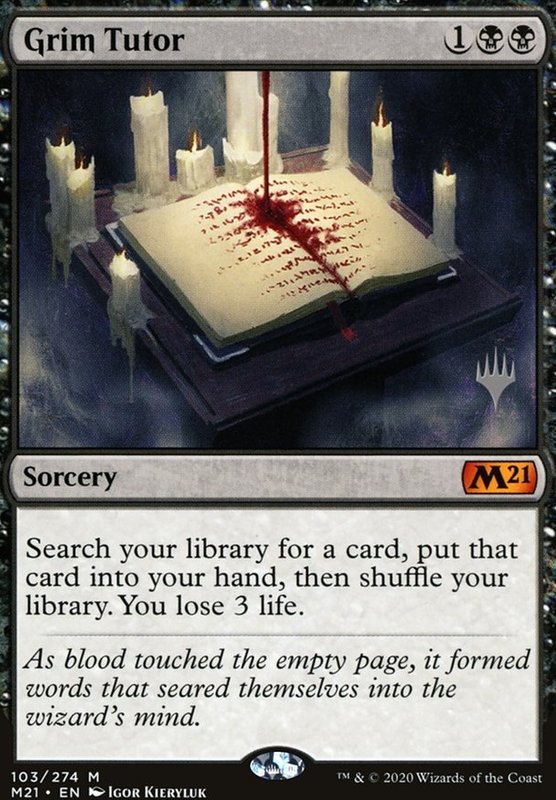 Grim Tutor 1
Sorcery M21
Search your library for a card, put that
card into your hand, then shuffle your
library. You lose 3 life.
As blood touched the empty page, it formed
words that seared themselves into the
wizard's mind.
103/274 M
M21 • EN Igor Kieryluk
™ & © 2020 Wizards of the Coast